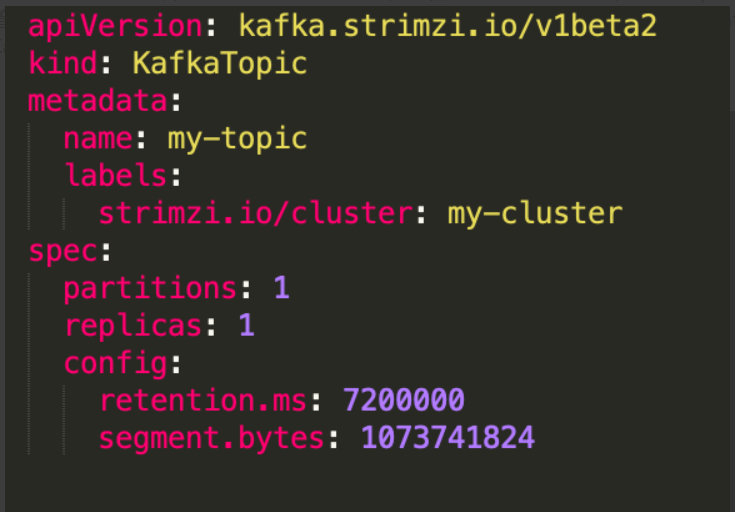 apiVersion: kafka.strimzi.io/v1beta2
kind: KafkaTopic
metadata:
  name: my-topic
  labels:
    strimzi.io/cluster: my-cluster
spec:
  partitions: 1
  replicas: 1
  config:
    retention.ms: 7200000
    segment.bytes: 1073741824